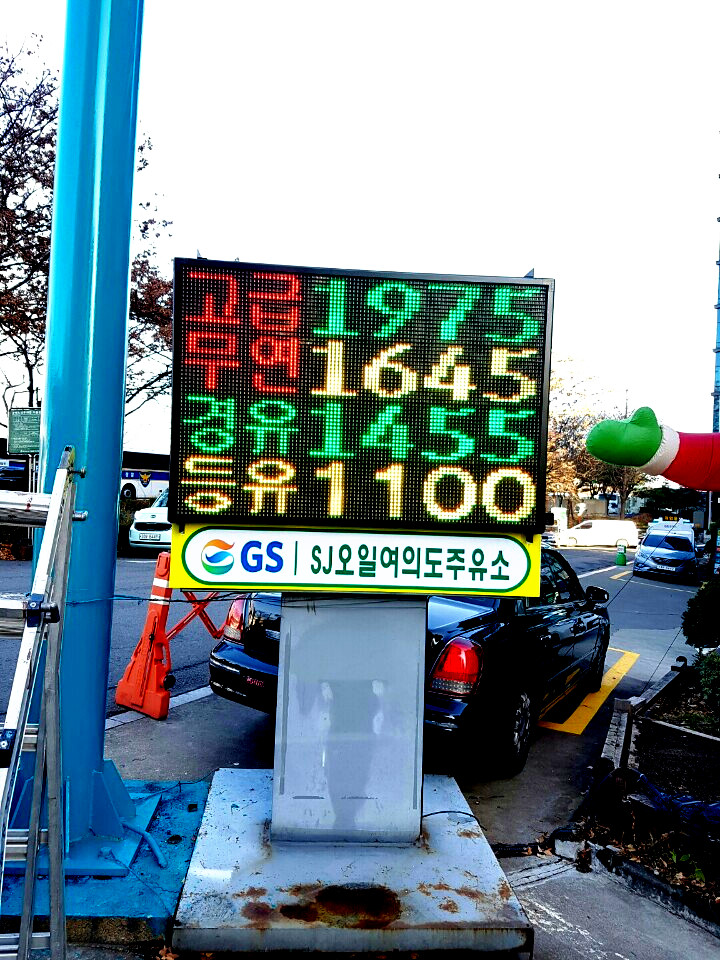 고급 1975
무연 1645
경유 1455
등유 1100
GS | SJ오일여의도주유소